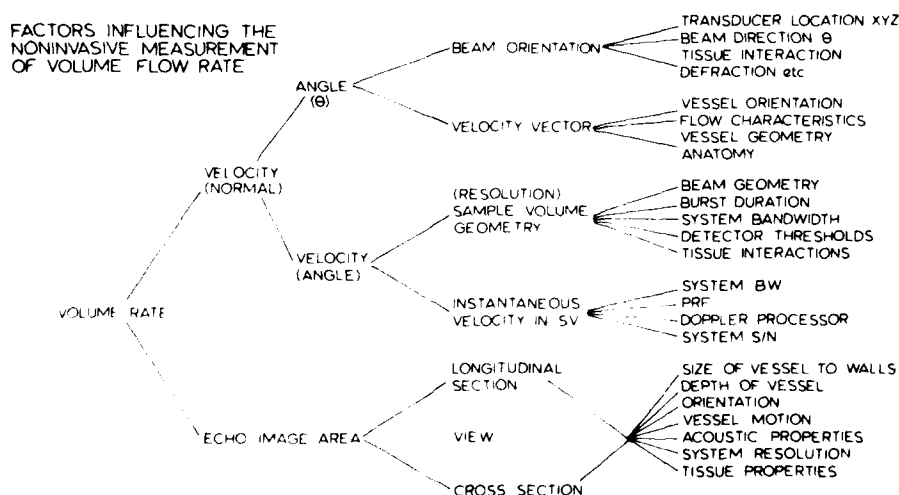 FACTORS INFLUENCING THE
NONINVASIVE MEASUREMENT
OF VOLUME FLOW RATE
VOLUME RATE
VELOCITY
(NORMAL)
ECHO IMAGE AREA
ANGLE
(θ)
VELOCITY
(ANGLE)
BEAM ORIENTATION
TRANSDUCER LOCATION XYZ
BEAM DIRECTION θ
TISSUE INTERACTION
DEFRACTION etc
VELOCITY VECTOR
VESSEL ORIENTATION
FLOW CHARACTERISTICS
VESSEL GEOMETRY
ANATOMY
(RESOLUTION)
SAMPLE VOLUME
GEOMETRY
BEAM GEOMETRY
BURST DURATION
SYSTEM BANDWIDTH
DETECTOR THRESHOLDS
TISSUE INTERACTIONS
INSTANTANEOUS
VELOCITY IN SV
SYSTEM BW
PRF
DOPPLER PROCESSOR
SYSTEM S/N
LONGITUDINAL
SECTION
VIEW
CROSS SECTION
SIZE OF VESSEL TO WALLS
DEPTH OF VESSEL
ORIENTATION
VESSEL MOTION
ACOUSTIC PROPERTIES
SYSTEM RESOLUTION
TISSUE PROPERTIES